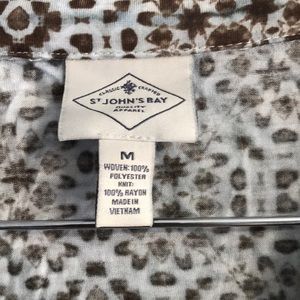 CLASSIC CRAFTED
ST JOHN'S BAY
QUALITY
APPAREL
M
WOVEN:100%
POLYESTER
KNIT:
100% RAYON
MADE IN
VIETNAM